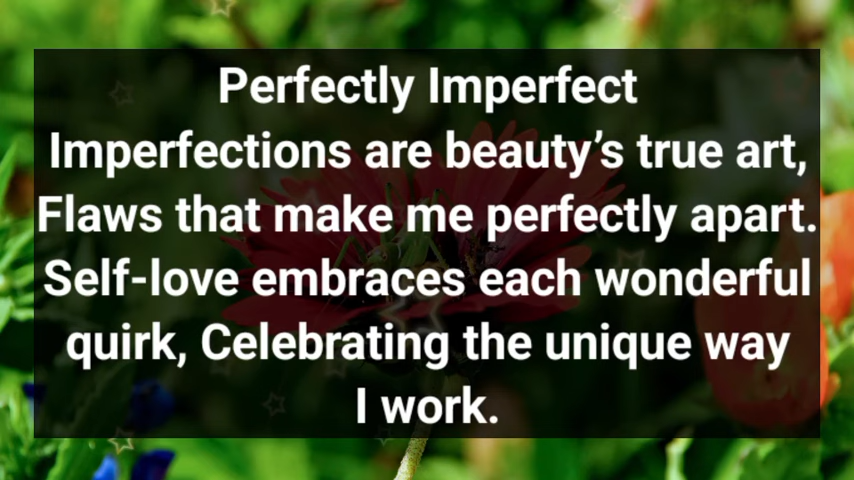 Perfectly Imperfect
Imperfections are beauty’s true art,
Flaws that make me perfectly apart.
Self-love embraces each wonderful
quirk, Celebrating the unique way
I work.